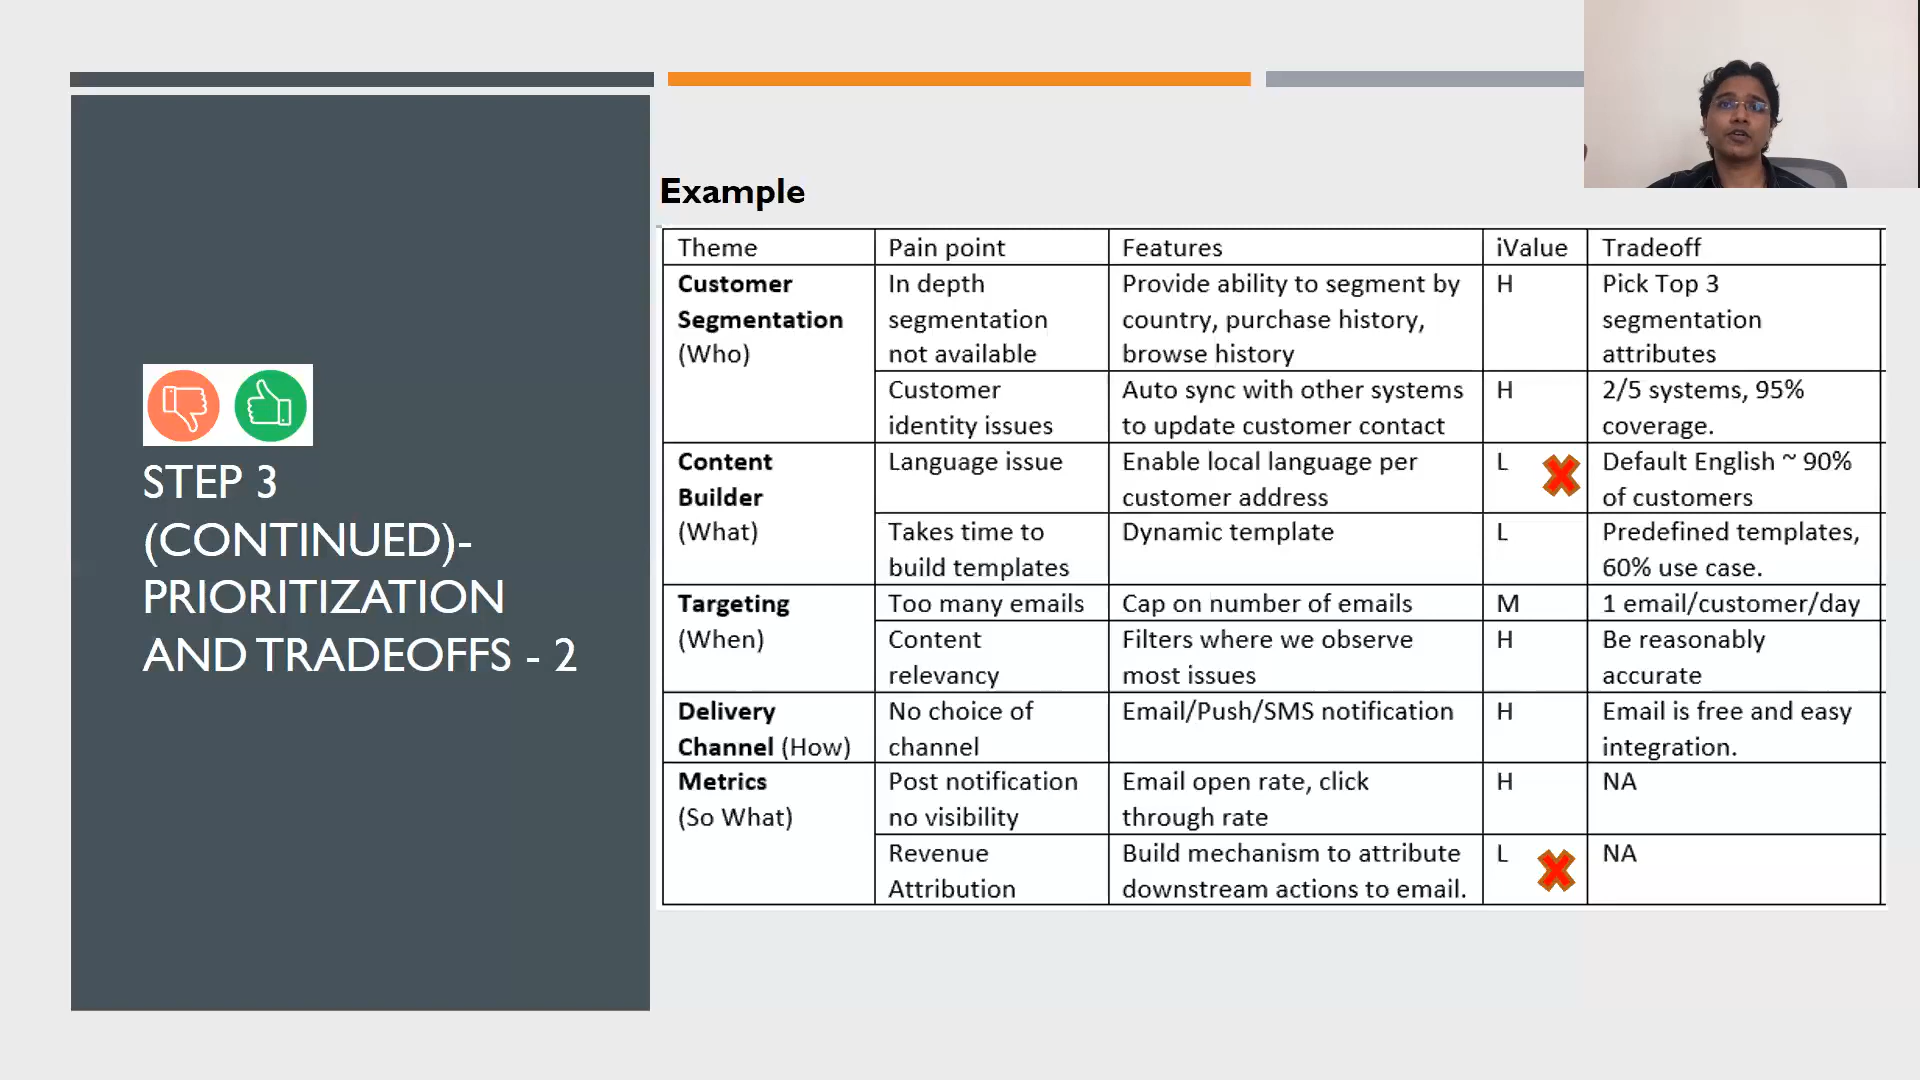 STEP 3
(CONTINUED)-
PRIORITIZATION
AND TRADEOFFS - 2
Example
Theme Pain point Features iValue Tradeoff
Customer Segmentation (Who) In depth segmentation not available Provide ability to segment by country, purchase history, browse history H Pick Top 3 segmentation attributes
Customer identity issues Auto sync with other systems to update customer contact H 2/5 systems, 95% coverage.
Content Builder (What) Language issue Enable local language per customer address L Default English ~ 90% of customers
Takes time to build templates Dynamic template L Predefined templates, 60% use case.
Targeting (When) Too many emails Cap on number of emails M 1 email/customer/day
Content relevancy Filters where we observe most issues H Be reasonably accurate
Delivery Channel (How) No choice of channel Email/Push/SMS notification H Email is free and easy integration.
Metrics (So What) Post notification no visibility Email open rate, click through rate H NA
Revenue Attribution Build mechanism to attribute downstream actions to email. L NA